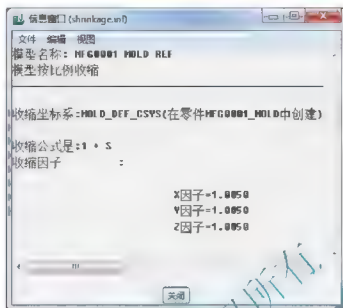 信息窗口 (shrinkage.inf)
文件 编辑 视图
模型名称: MFG0001 MOLD REF
模型按比例收缩
收缩坐标系:MOLD_DEF_CSYS(在零件MFG0001_MOLD中创建)
收缩公式是:1 + S
收缩因子 :
X因子=1.0050
Y因子=1.0050
Z因子=1.0050
关闭
所行